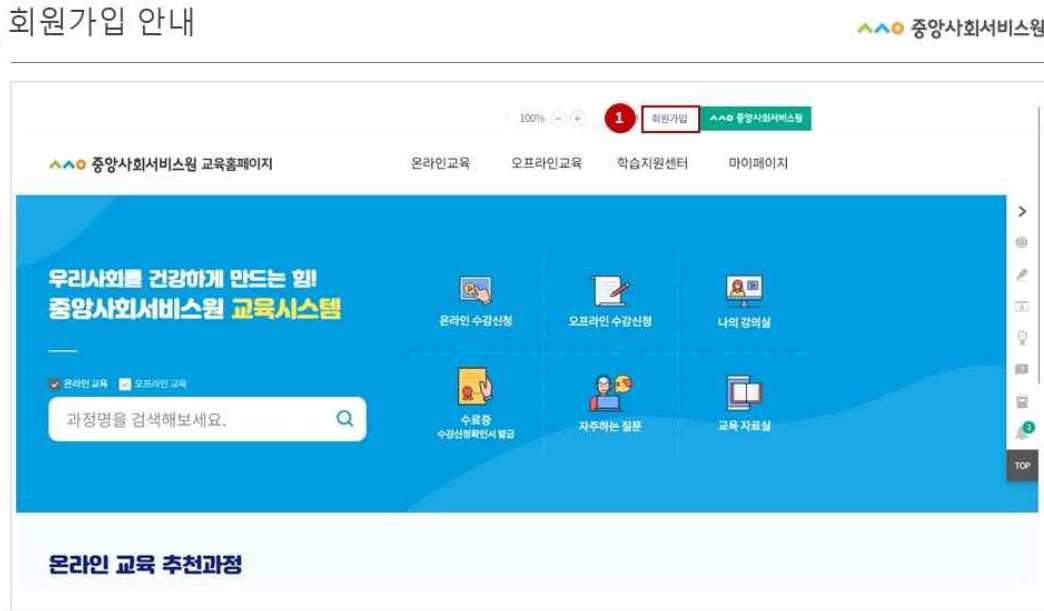 회원가입 안내
중앙사회서비스원
100%
1
회원가입
중앙사회서비스원
중앙사회서비스원 교육홈페이지
온라인교육
오프라인교육
학습지원센터
마이페이지
우리사회를 건강하게 만드는 힘!
중앙사회서비스원 교육시스템
온라인 교육
오프라인 교육
과정명을 검색해보세요.
온라인 수강신청
오프라인 수강신청
나의 강의실
수료증
수강신청확인서 발급
자주하는 질문
교육 자료실
TOP
온라인 교육 추천과정